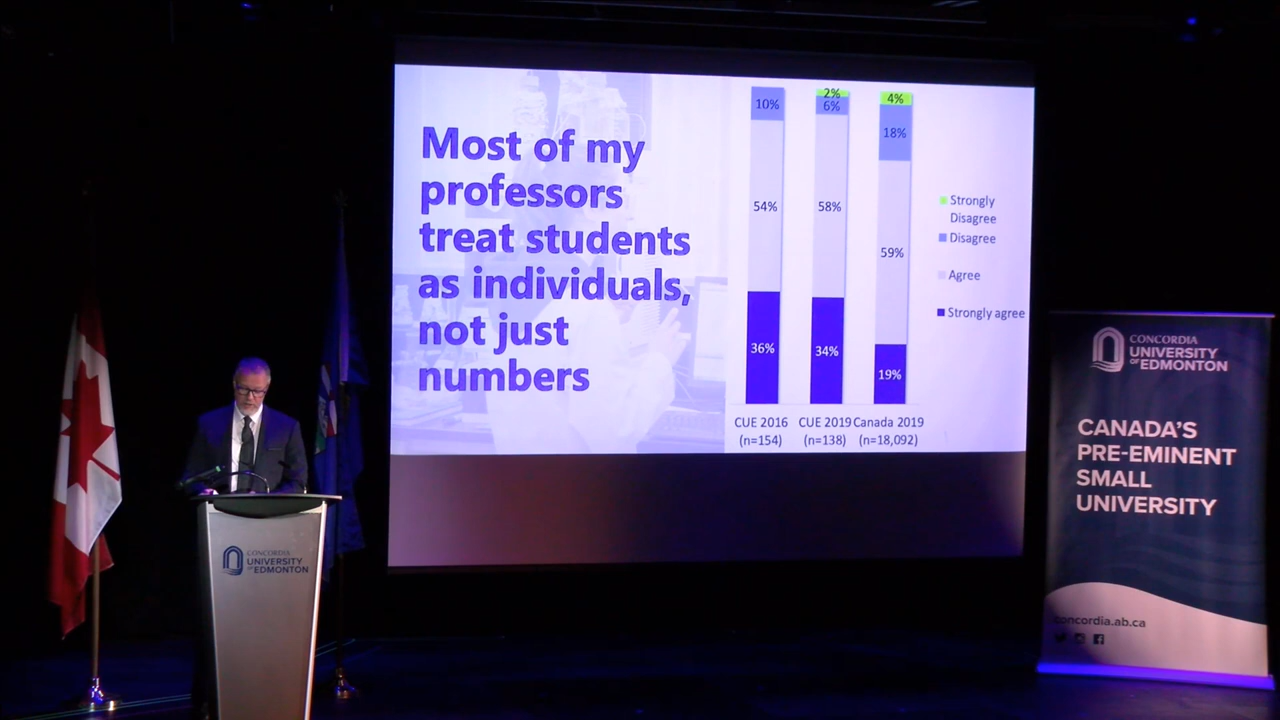 Most of my
professors
treat students
as individuals,
not just
numbers
10%
54%
36%
CUE 2016
(n=154)
2%
6%
58%
34%
CUE 2019
(n=138)
4%
18%
59%
19%
Canada 2019
(n=18,092)
Strongly
Disagree
Disagree
Agree
Strongly agree
CONCORDIA
UNIVERSITY
OF EDMONTON
CONCORDIA
UNIVERSITY
OF EDMONTON
CANADA'S
PRE-EMINENT
SMALL
UNIVERSITY
concordia.ab.ca